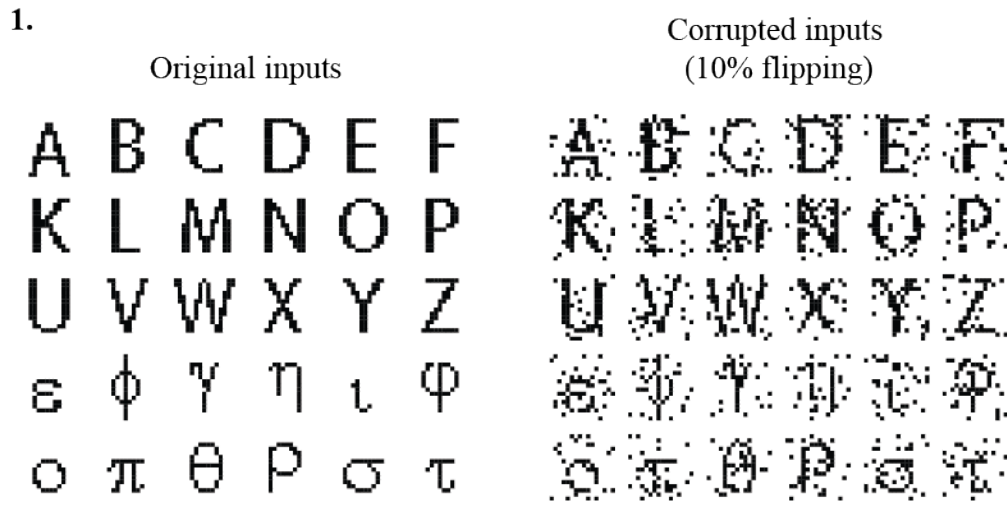 1.
Original inputs
Corrupted inputs
(10% flipping)
A B C D E F
K L M N O P
U V W X Y Z
ε ϕ γ η ι φ
ο π θ ρ σ τ
A B C D E F
K L M N O P
U V W X Y Z
ε ϕ γ η ι φ
ο π θ ρ σ τ